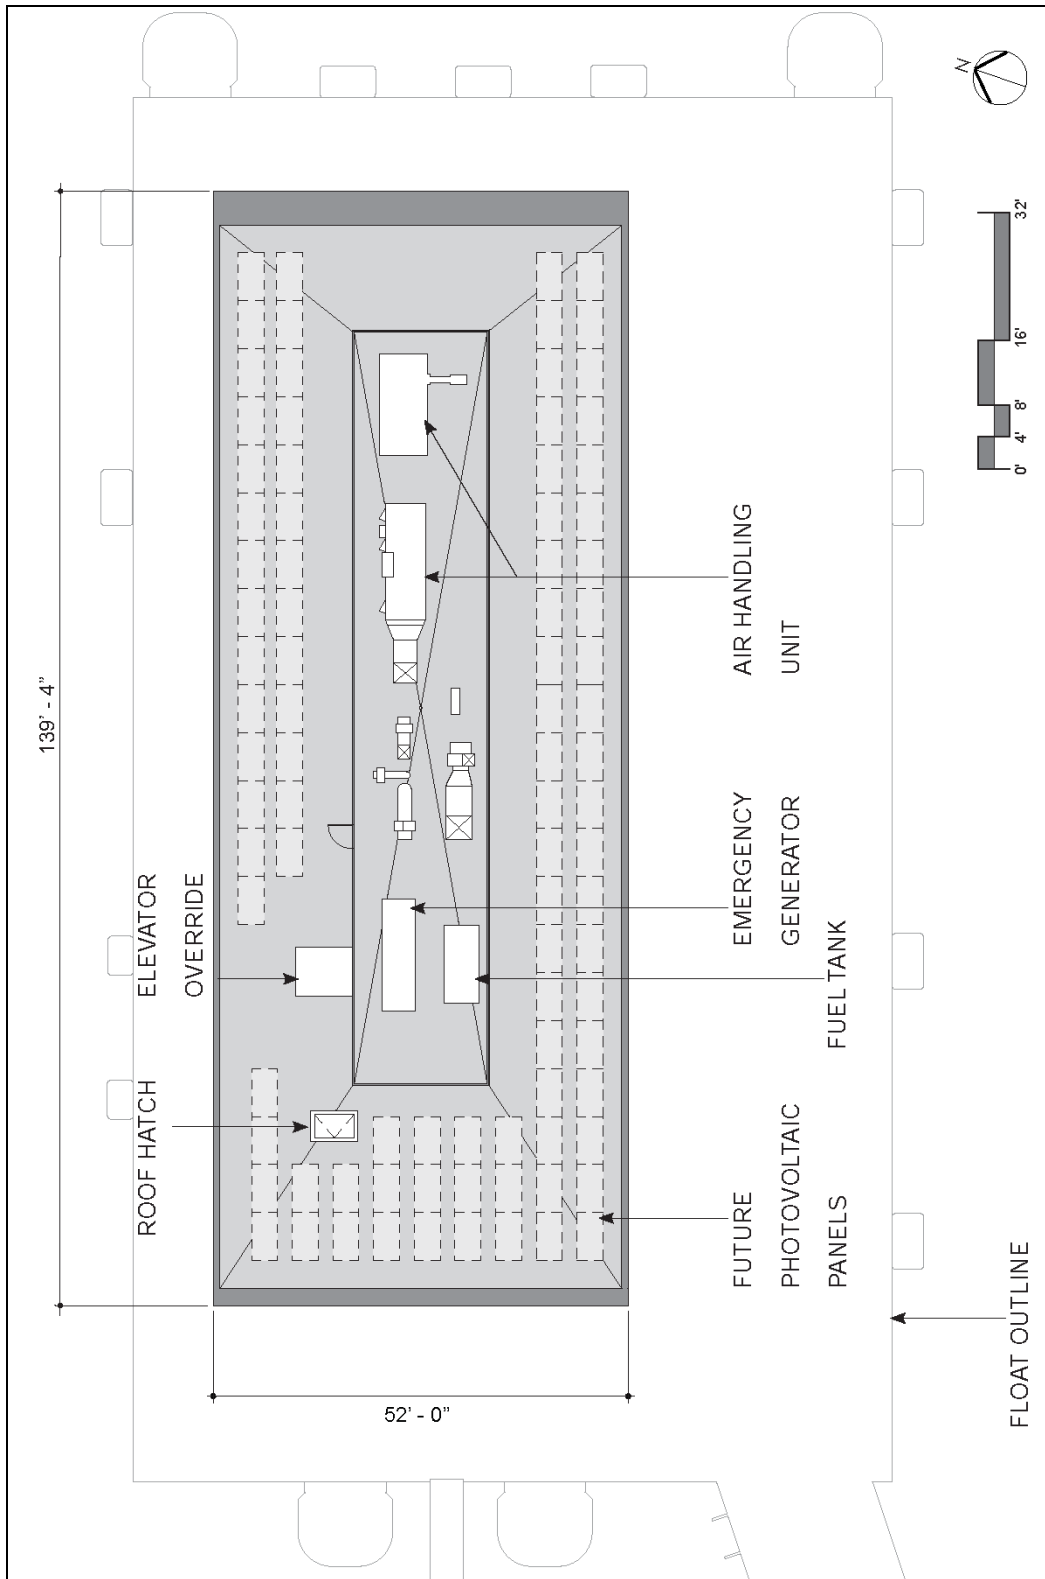 N
32'
16'
8'
4'
0'
139' - 4”
AIR HANDLING
UNIT
ELEVATOR
OVERRIDE
EMERGENCY
GENERATOR
FUEL TANK
ROOF HATCH
FUTURE
PHOTOVOLTAIC
PANELS
FLOAT OUTLINE
52' - 0”